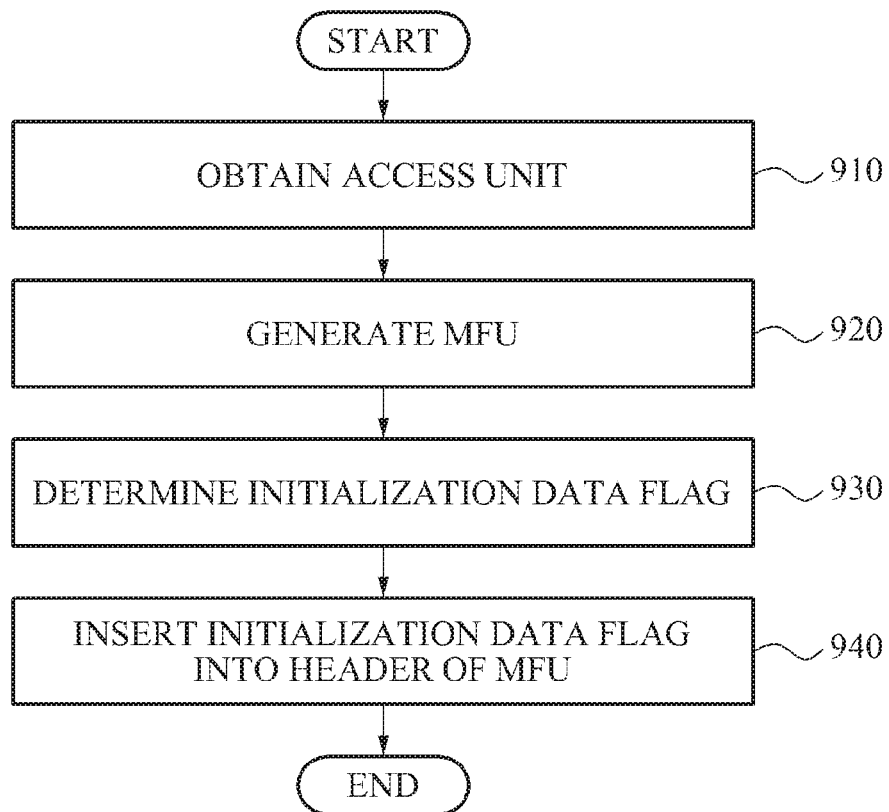 START
OBTAIN ACCESS UNIT
910
GENERATE MFU
920
DETERMINE INITIALIZATION DATA FLAG
930
INSERT INITIALIZATION DATA FLAG
INTO HEADER OF MFU
940
END